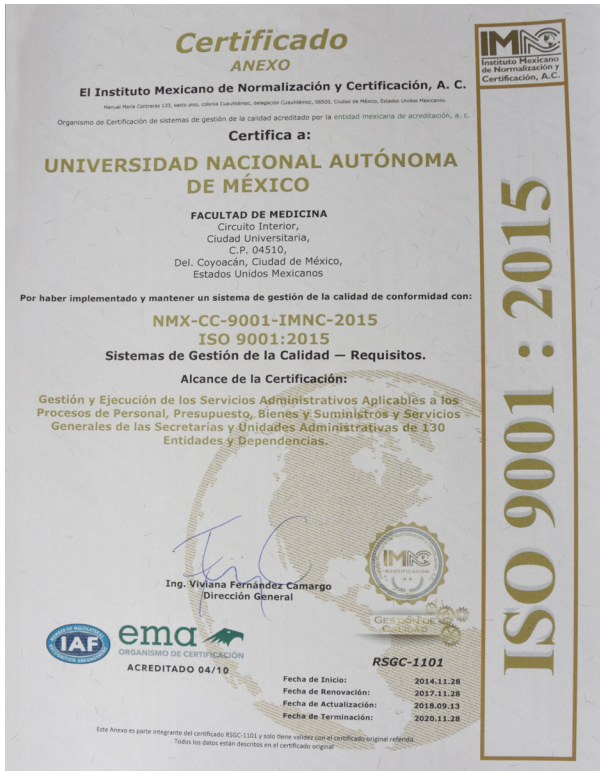 Certificado
ANEXO
IMNC
Instituto Mexicano
de Normalización y
Certificación, A.C.
El Instituto Mexicano de Normalización y Certificación, A. C.
Manuel María Contreras 133, sexto piso, colonia Cuauhtémoc, delegación Cuauhtémoc, 06500, Ciudad de México, Estados Unidos Mexicanos.
Organismo de Certificación de sistemas de gestión de la calidad acreditado por la entidad mexicana de acreditación, a. c.
Certifica a:
UNIVERSIDAD NACIONAL AUTÓNOMA
DE MÉXICO
FACULTAD DE MEDICINA
Circuito Interior,
Ciudad Universitaria,
C.P. 04510,
Del. Coyoacán, Ciudad de México,
Estados Unidos Mexicanos
Por haber implementado y mantener un sistema de gestión de la calidad de conformidad con:
NMX-CC-9001-IMNC-2015
ISO 9001:2015
Sistemas de Gestión de la Calidad — Requisitos.
Alcance de la Certificación:
Gestión y Ejecución de los Servicios Administrativos Aplicables a los
Procesos de Personal, Presupuesto, Bienes y Suministros y Servicios
Generales de las Secretarías y Unidades Administrativas de 130
Entidades y Dependencias.
ISO 9001 : 2015
Ing. Viviana Fernández Camargo
Dirección General
IMNC
CERTIFICACIÓN
GESTIÓN DE
CALIDAD
IAF
ema
ORGANISMO DE CERTIFICACIÓN
ACREDITADO 04/10
RSGC-1101
Fecha de Inicio: 2014.11.28
Fecha de Renovación: 2017.11.28
Fecha de Actualización: 2018.09.13
Fecha de Terminación: 2020.11.28
Este Anexo es parte integrante del certificado RSGC-1101 y solo tiene validez con el certificado original referido.
Todos los datos están descritos en el certificado original